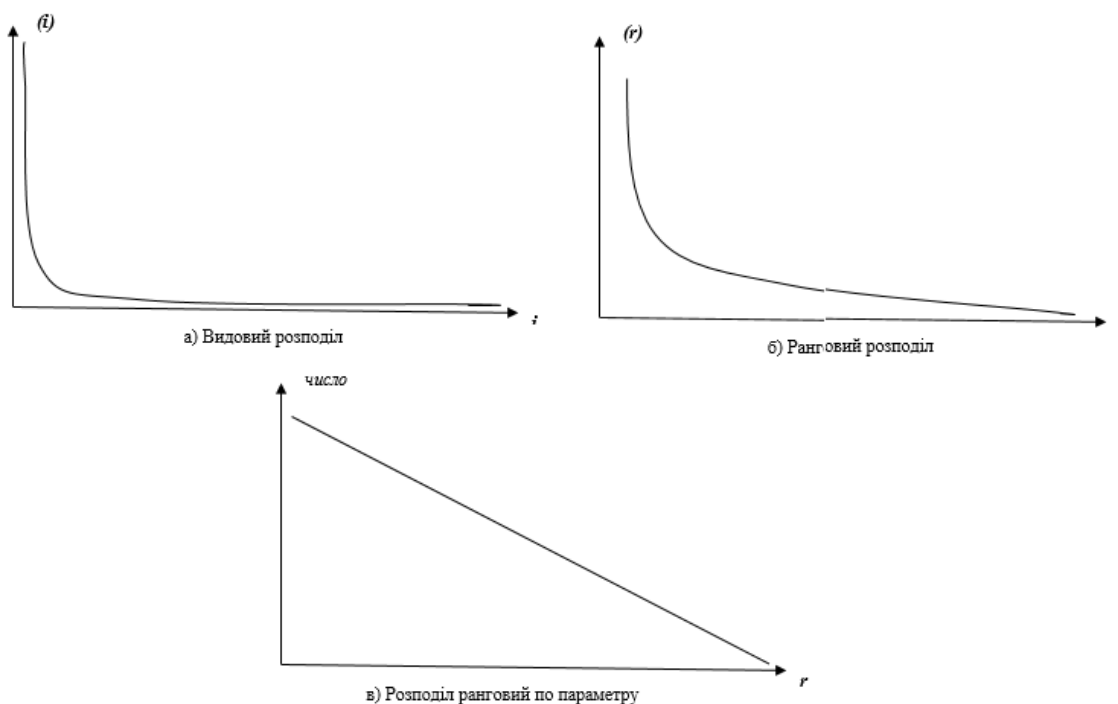 (i)
(r)
а) Видовий розподіл
б) Ранговий розподіл
число
r
в) Розподіл ранговий по параметру